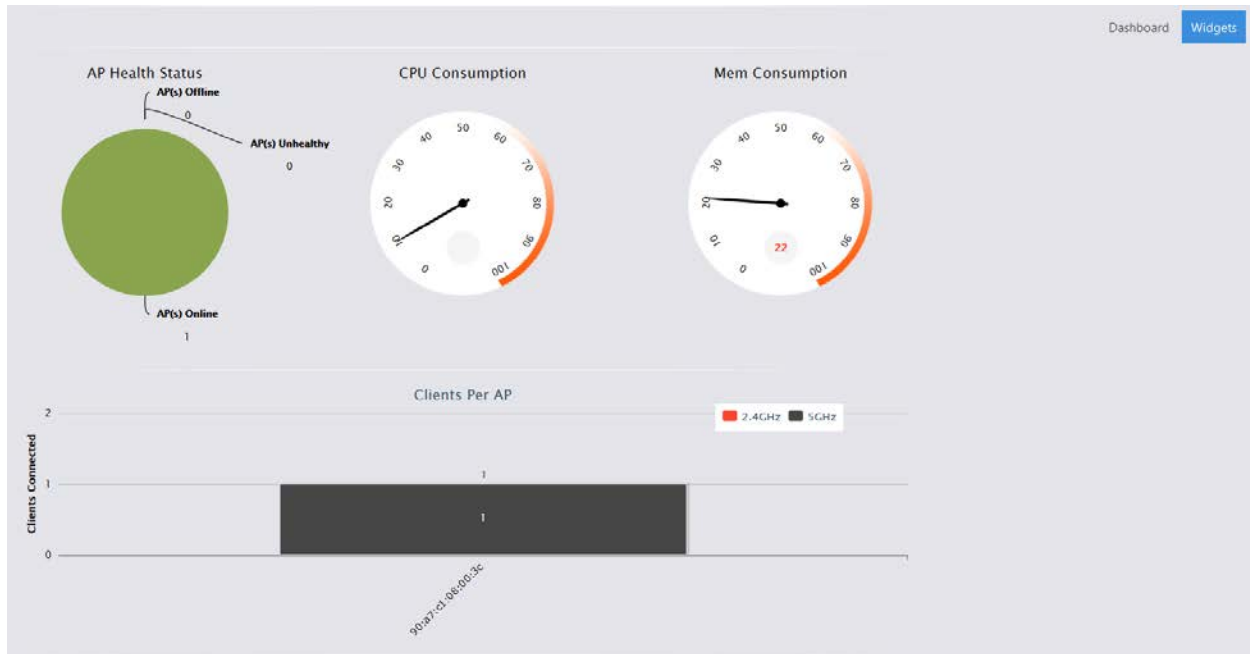 Dashboard Widgets
AP Health Status
AP(s) Offline
0
AP(s) Unhealthy
0
AP(s) Online
1
CPU Consumption
0 10 20 30 40 50 60 70 80 90 100
Mem Consumption
0 10 20 30 40 50 60 70 80 90 100
22
Clients Per AP
2.4GHz 5GHz
Clients Connected
2
1
0
1
1
90:a7:c1:08:00:3c